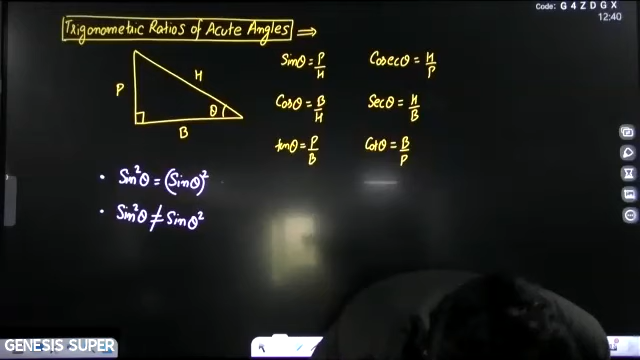 Code: G 4 Z D G X
12:40
Trigonometric Ratios of Acute Angles ⇒
P
H
θ
B
Sinθ = P/H
Cosecθ = H/P
Cosθ = B/H
Secθ = H/B
tanθ = P/B
Cotθ = B/P
• Sin²θ = (Sinθ)²
• Sin²θ ≠ Sinθ²
GENESIS SUPER